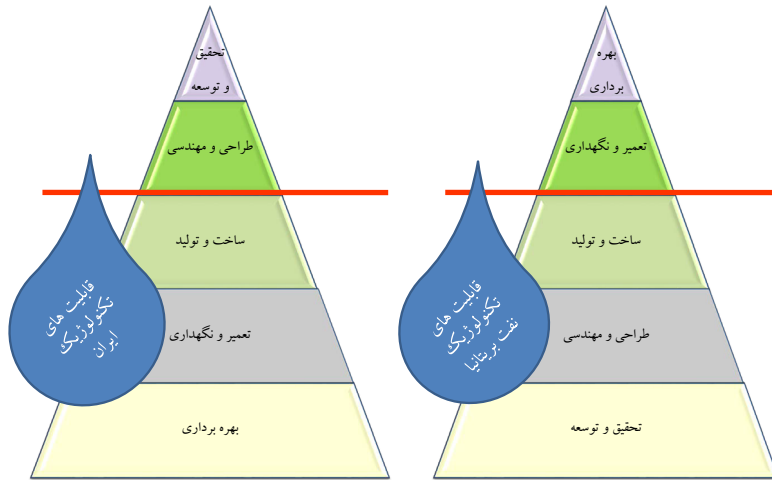 بهره
برداری
تعمیر و نگهداری
ساخت و تولید
طراحی و مهندسی
تحقیق و توسعه
قابلیت های
تکنولوژیک
نفت بریتانیا
تحقیق
و توسعه
طراحی و مهندسی
ساخت و تولید
تعمیر و نگهداری
بهره برداری
قابلیت های
تکنولوژیک
ایران